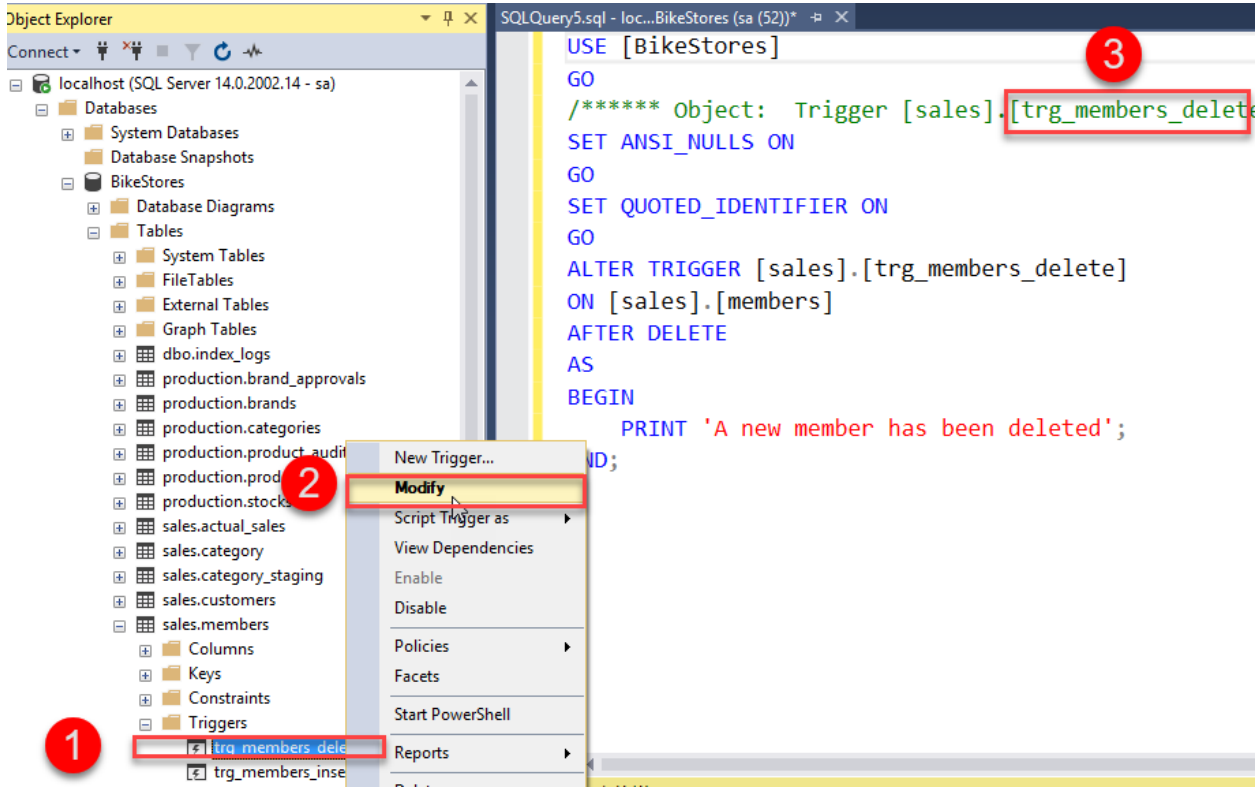 Object Explorer
Connect
localhost (SQL Server 14.0.2002.14 - sa)
Databases
System Databases
Database Snapshots
BikeStores
Database Diagrams
Tables
System Tables
FileTables
External Tables
Graph Tables
dbo.index_logs
production.brand_approvals
production.brands
production.categories
production.product_audit
production.prod
production.stocks
sales.actual_sales
sales.category
sales.category_staging
sales.customers
sales.members
Columns
Keys
Constraints
Triggers
1
trg_members_dele
trg_members_inse
2
New Trigger...
Modify
Script Trigger as
View Dependencies
Enable
Disable
Policies
Facets
Start PowerShell
Reports
SQLQuery5.sql - loc...BikeStores (sa (52))*
3
USE [BikeStores]
GO
/****** Object:  Trigger [sales].[trg_members_delete
SET ANSI_NULLS ON
GO
SET QUOTED_IDENTIFIER ON
GO
ALTER TRIGGER [sales].[trg_members_delete]
ON [sales].[members]
AFTER DELETE
AS
BEGIN
PRINT 'A new member has been deleted';
ND;